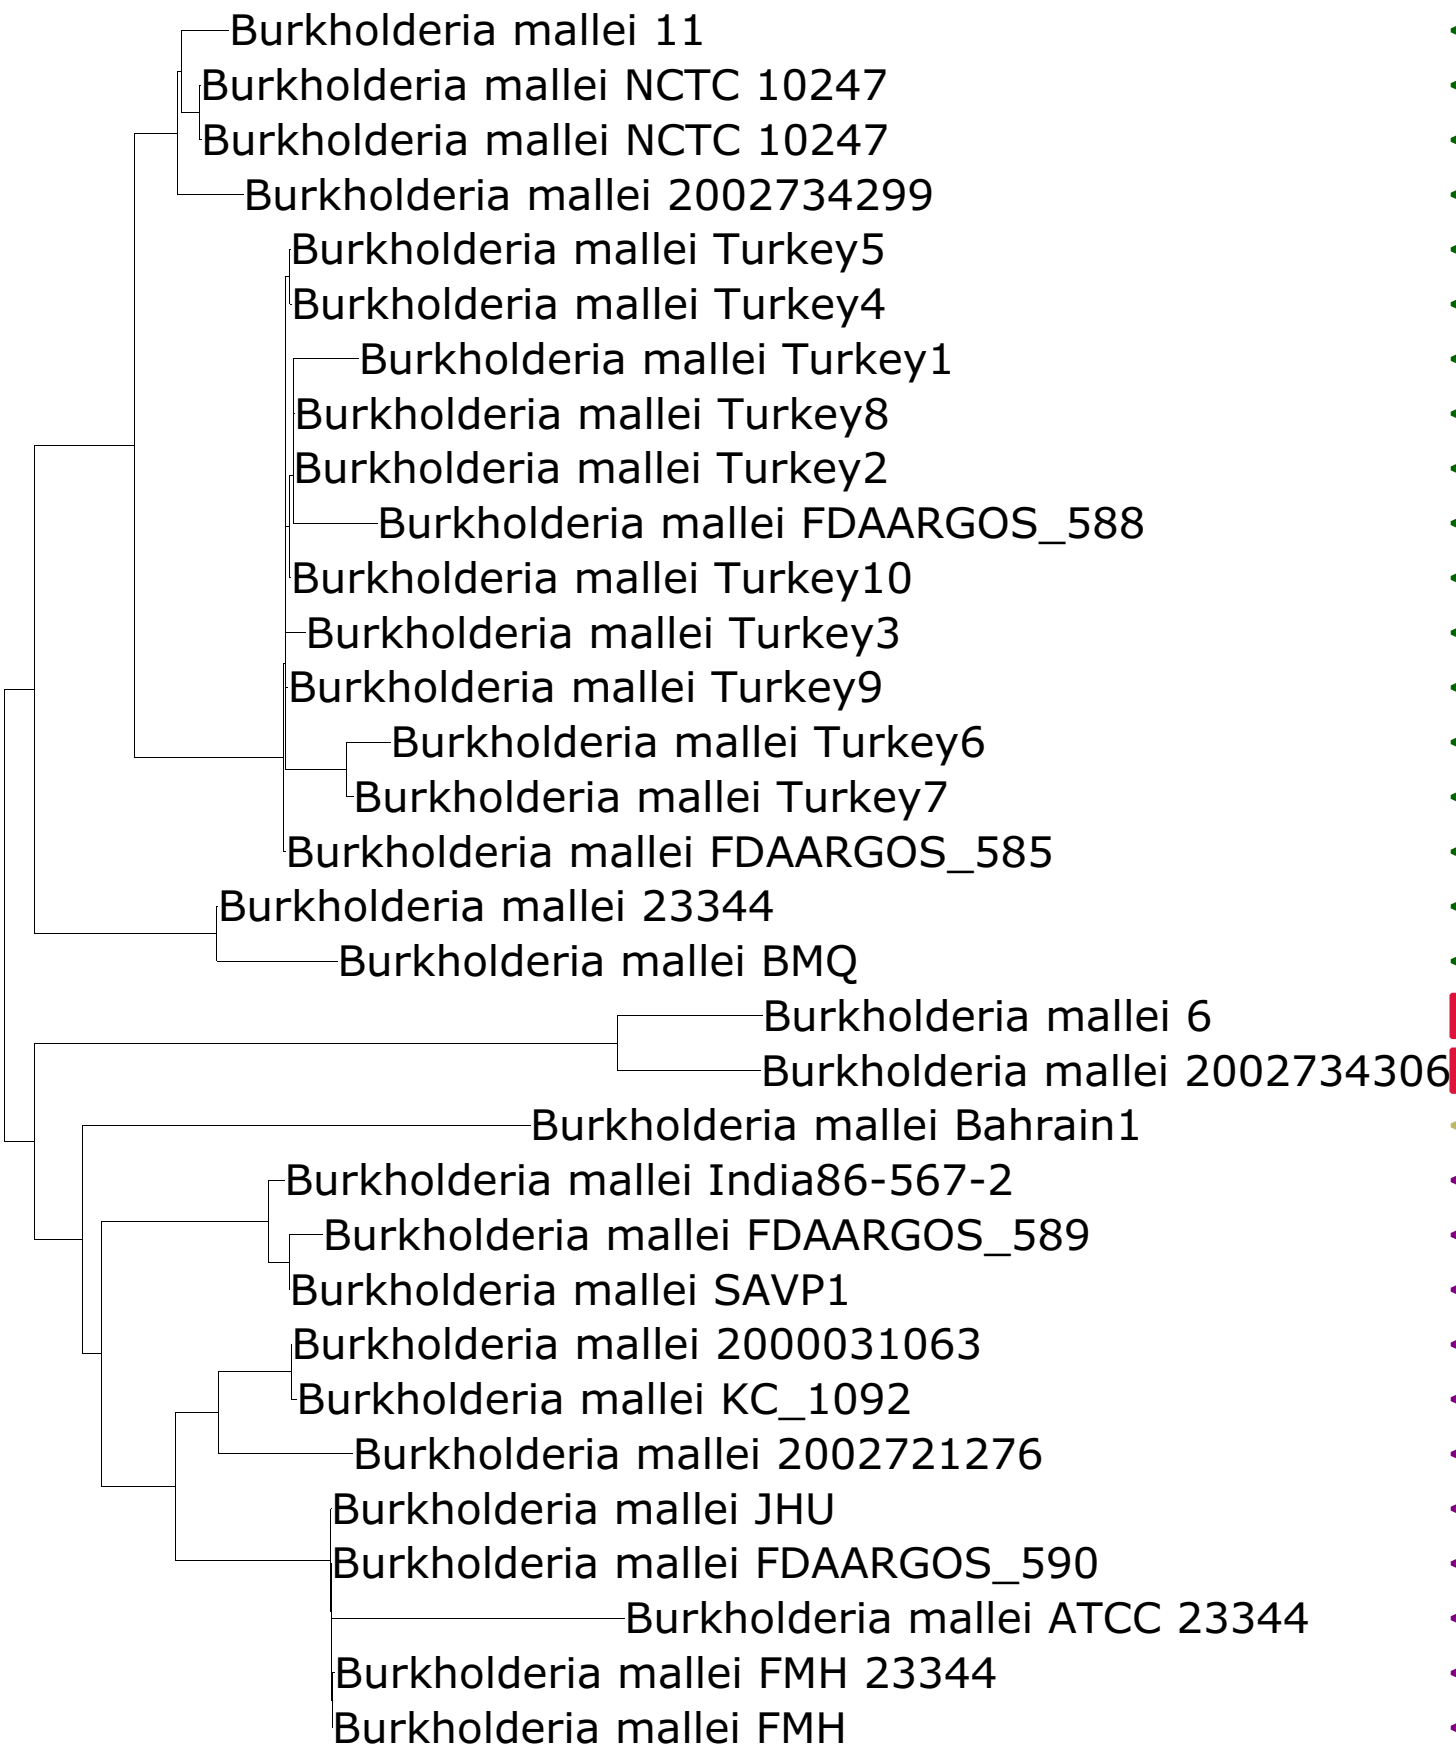 Burkholderia mallei 11
Burkholderia mallei NCTC 10247
Burkholderia mallei NCTC 10247
Burkholderia mallei 2002734299
Burkholderia mallei Turkey5
Burkholderia mallei Turkey4
Burkholderia mallei Turkey1
Burkholderia mallei Turkey8
Burkholderia mallei Turkey2
Burkholderia mallei FDAARGOS_588
Burkholderia mallei Turkey10
Burkholderia mallei Turkey3
Burkholderia mallei Turkey9
Burkholderia mallei Turkey6
Burkholderia mallei Turkey7
Burkholderia mallei FDAARGOS_585
Burkholderia mallei 23344
Burkholderia mallei BMQ
Burkholderia mallei 6
Burkholderia mallei 2002734306
Burkholderia mallei Bahrain1
Burkholderia mallei India86-567-2
Burkholderia mallei FDAARGOS_589
Burkholderia mallei SAVP1
Burkholderia mallei 2000031063
Burkholderia mallei KC_1092
Burkholderia mallei 2002721276
Burkholderia mallei JHU
Burkholderia mallei FDAARGOS_590
Burkholderia mallei ATCC 23344
Burkholderia mallei FMH 23344
Burkholderia mallei FMH